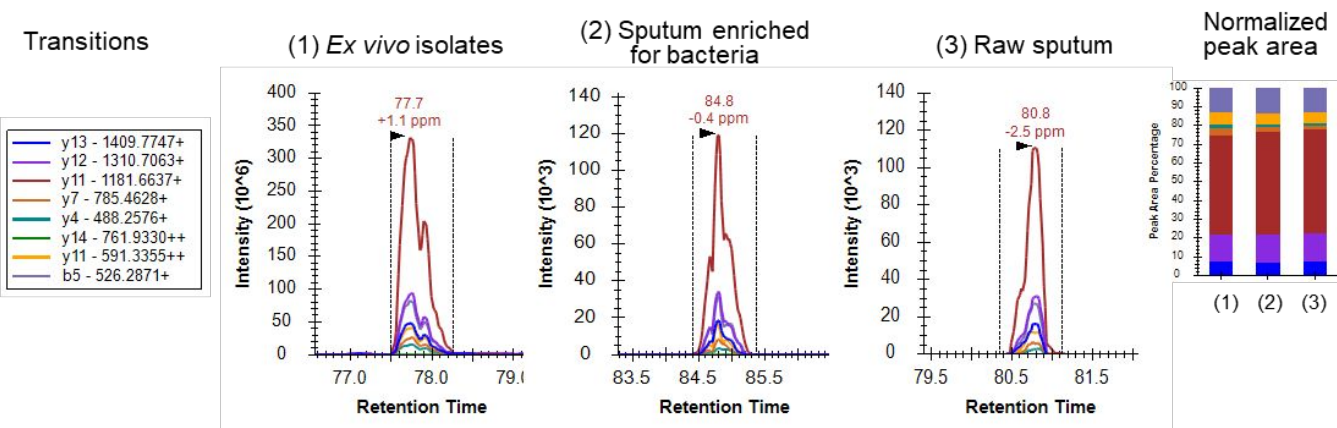 Transitions
(1) Ex vivo isolates
(2) Sputum enriched
for bacteria
(3) Raw sputum
Normalized
peak area
y13 - 1409.7747+
y12 - 1310.7063+
y11 - 1181.6637+
y7 - 785.4628+
y4 - 488.2576+
y14 - 761.9330++
y11 - 591.3355++
b5 - 526.2871+
Intensity (10^6)
400
350
300
250
200
150
100
50
0
77.7
+1.1 ppm
77.0
78.0
79.0
Retention Time
Intensity (10^3)
140
120
100
80
60
40
20
0
84.8
-0.4 ppm
83.5
84.5
85.5
Retention Time
Intensity (10^3)
140
120
100
80
60
40
20
0
80.8
-2.5 ppm
79.5
80.5
81.5
Retention Time
Peak Area Percentage
100
90
80
70
60
50
40
30
20
10
0
(1)
(2)
(3)